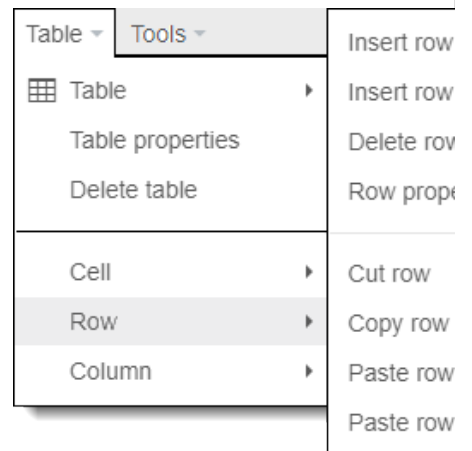 Table Tools
Table
Table properties
Delete table
Cell
Row
Column
Insert row
Insert row
Delete row
Row
Cut row
Copy row
Paste row
Paste row